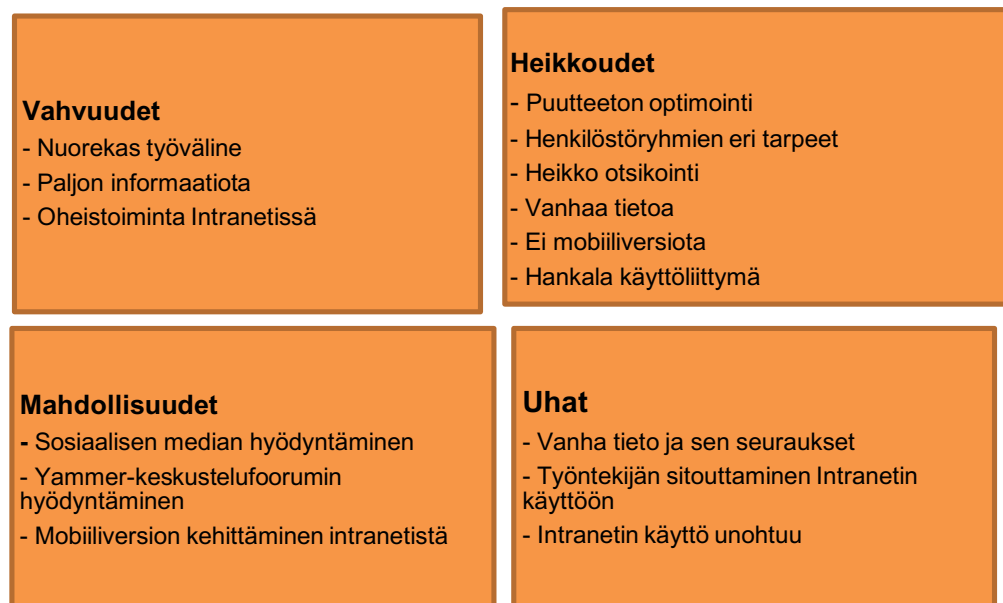 Vahvuudet
- Nuorekas työväline
- Paljon informaatiota
- Oheistoiminta Intranetissä
Heikkoudet
- Puutteeton optimointi
- Henkilöstöryhmien eri tarpeet
- Heikko otsikointi
- Vanhaa tietoa
- Ei mobiiliversiota
- Hankala käyttöliittymä
Mahdollisuudet
- Sosiaalisen median hyödyntäminen
- Yammer-keskustelufoorumin
hyödyntäminen
- Mobiiliversion kehittäminen intranetistä
Uhat
- Vanha tieto ja sen seuraukset
- Työntekijän sitouttaminen Intranetin
käyttöön
- Intranetin käyttö unohtuu